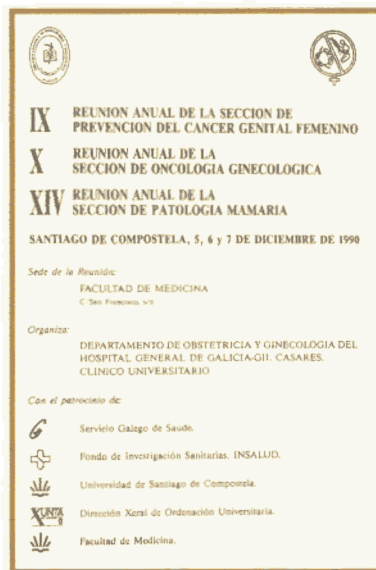 IX REUNION ANUAL DE LA SECCION DE
PREVENCION DEL CANCER GENITAL FEMENINO
X REUNION ANUAL DE LA
SECCION DE ONCOLOGIA GINECOLOGICA
XIV REUNION ANUAL DE LA
SECCION DE PATOLOGIA MAMARIA
SANTIAGO DE COMPOSTELA, 5, 6 y 7 DE DICIEMBRE DE 1990
Sede de la Reunión:
FACULTAD DE MEDICINA
C. San Francisco, s/n
Organiza:
DEPARTAMENTO DE OBSTETRICIA Y GINECOLOGIA DEL
HOSPITAL GENERAL DE GALICIA-GIL CASARES.
CLINICO UNIVERSITARIO
Con el patrocinio de:
Servicio Galego de Saude.
Fondo de Investigación Sanitarias. INSALUD.
Universidad de Santiago de Compostela.
XUNTA Dirección Xeral de Ordenación Universitaria.
Facultad de Medicina.